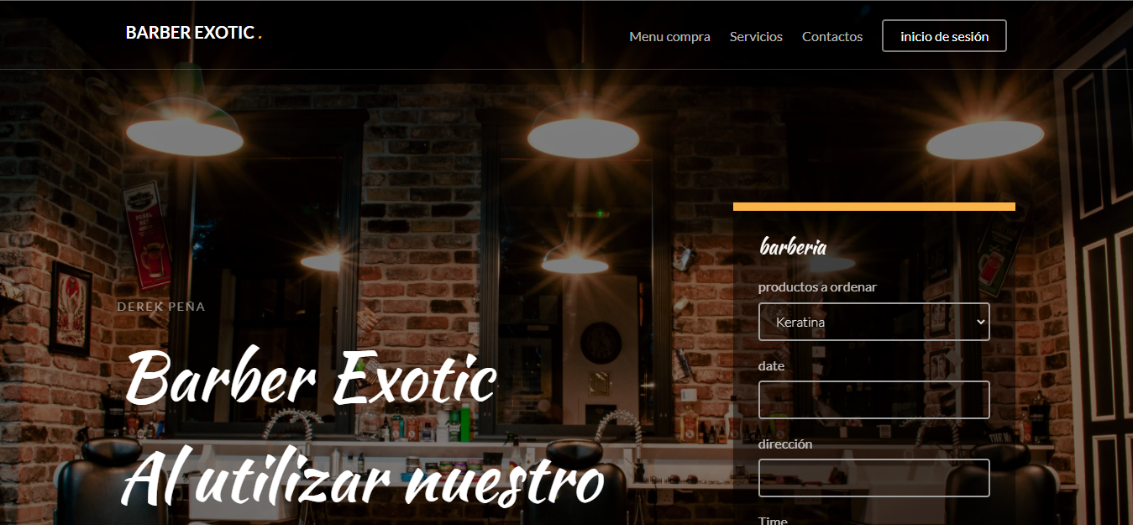 BARBER EXOTIC .
Menu compra
Servicios
Contactos
inicio de sesión
DEREK PEÑA
Barber Exotic
Al utilizar nuestro
barberia
productos a ordenar
Keratina
date
dirección
Time